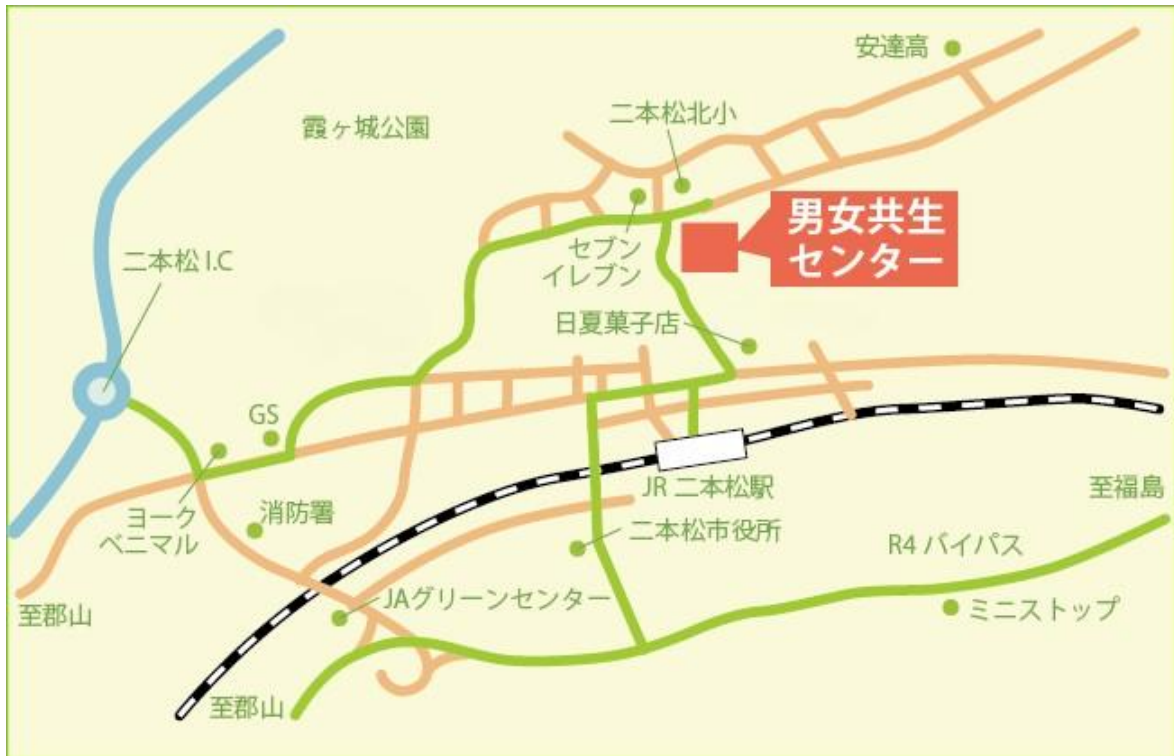 安達高
二本松北小
霞ヶ城公園
男女共生
センター
セブン
イレブン
二本松 I.C
日夏菓子店
GS
JR 二本松駅
至福島
ヨーク
ベニマル
消防署
二本松市役所
R4 バイパス
至郡山
JAグリーンセンター
ミニストップ
至郡山